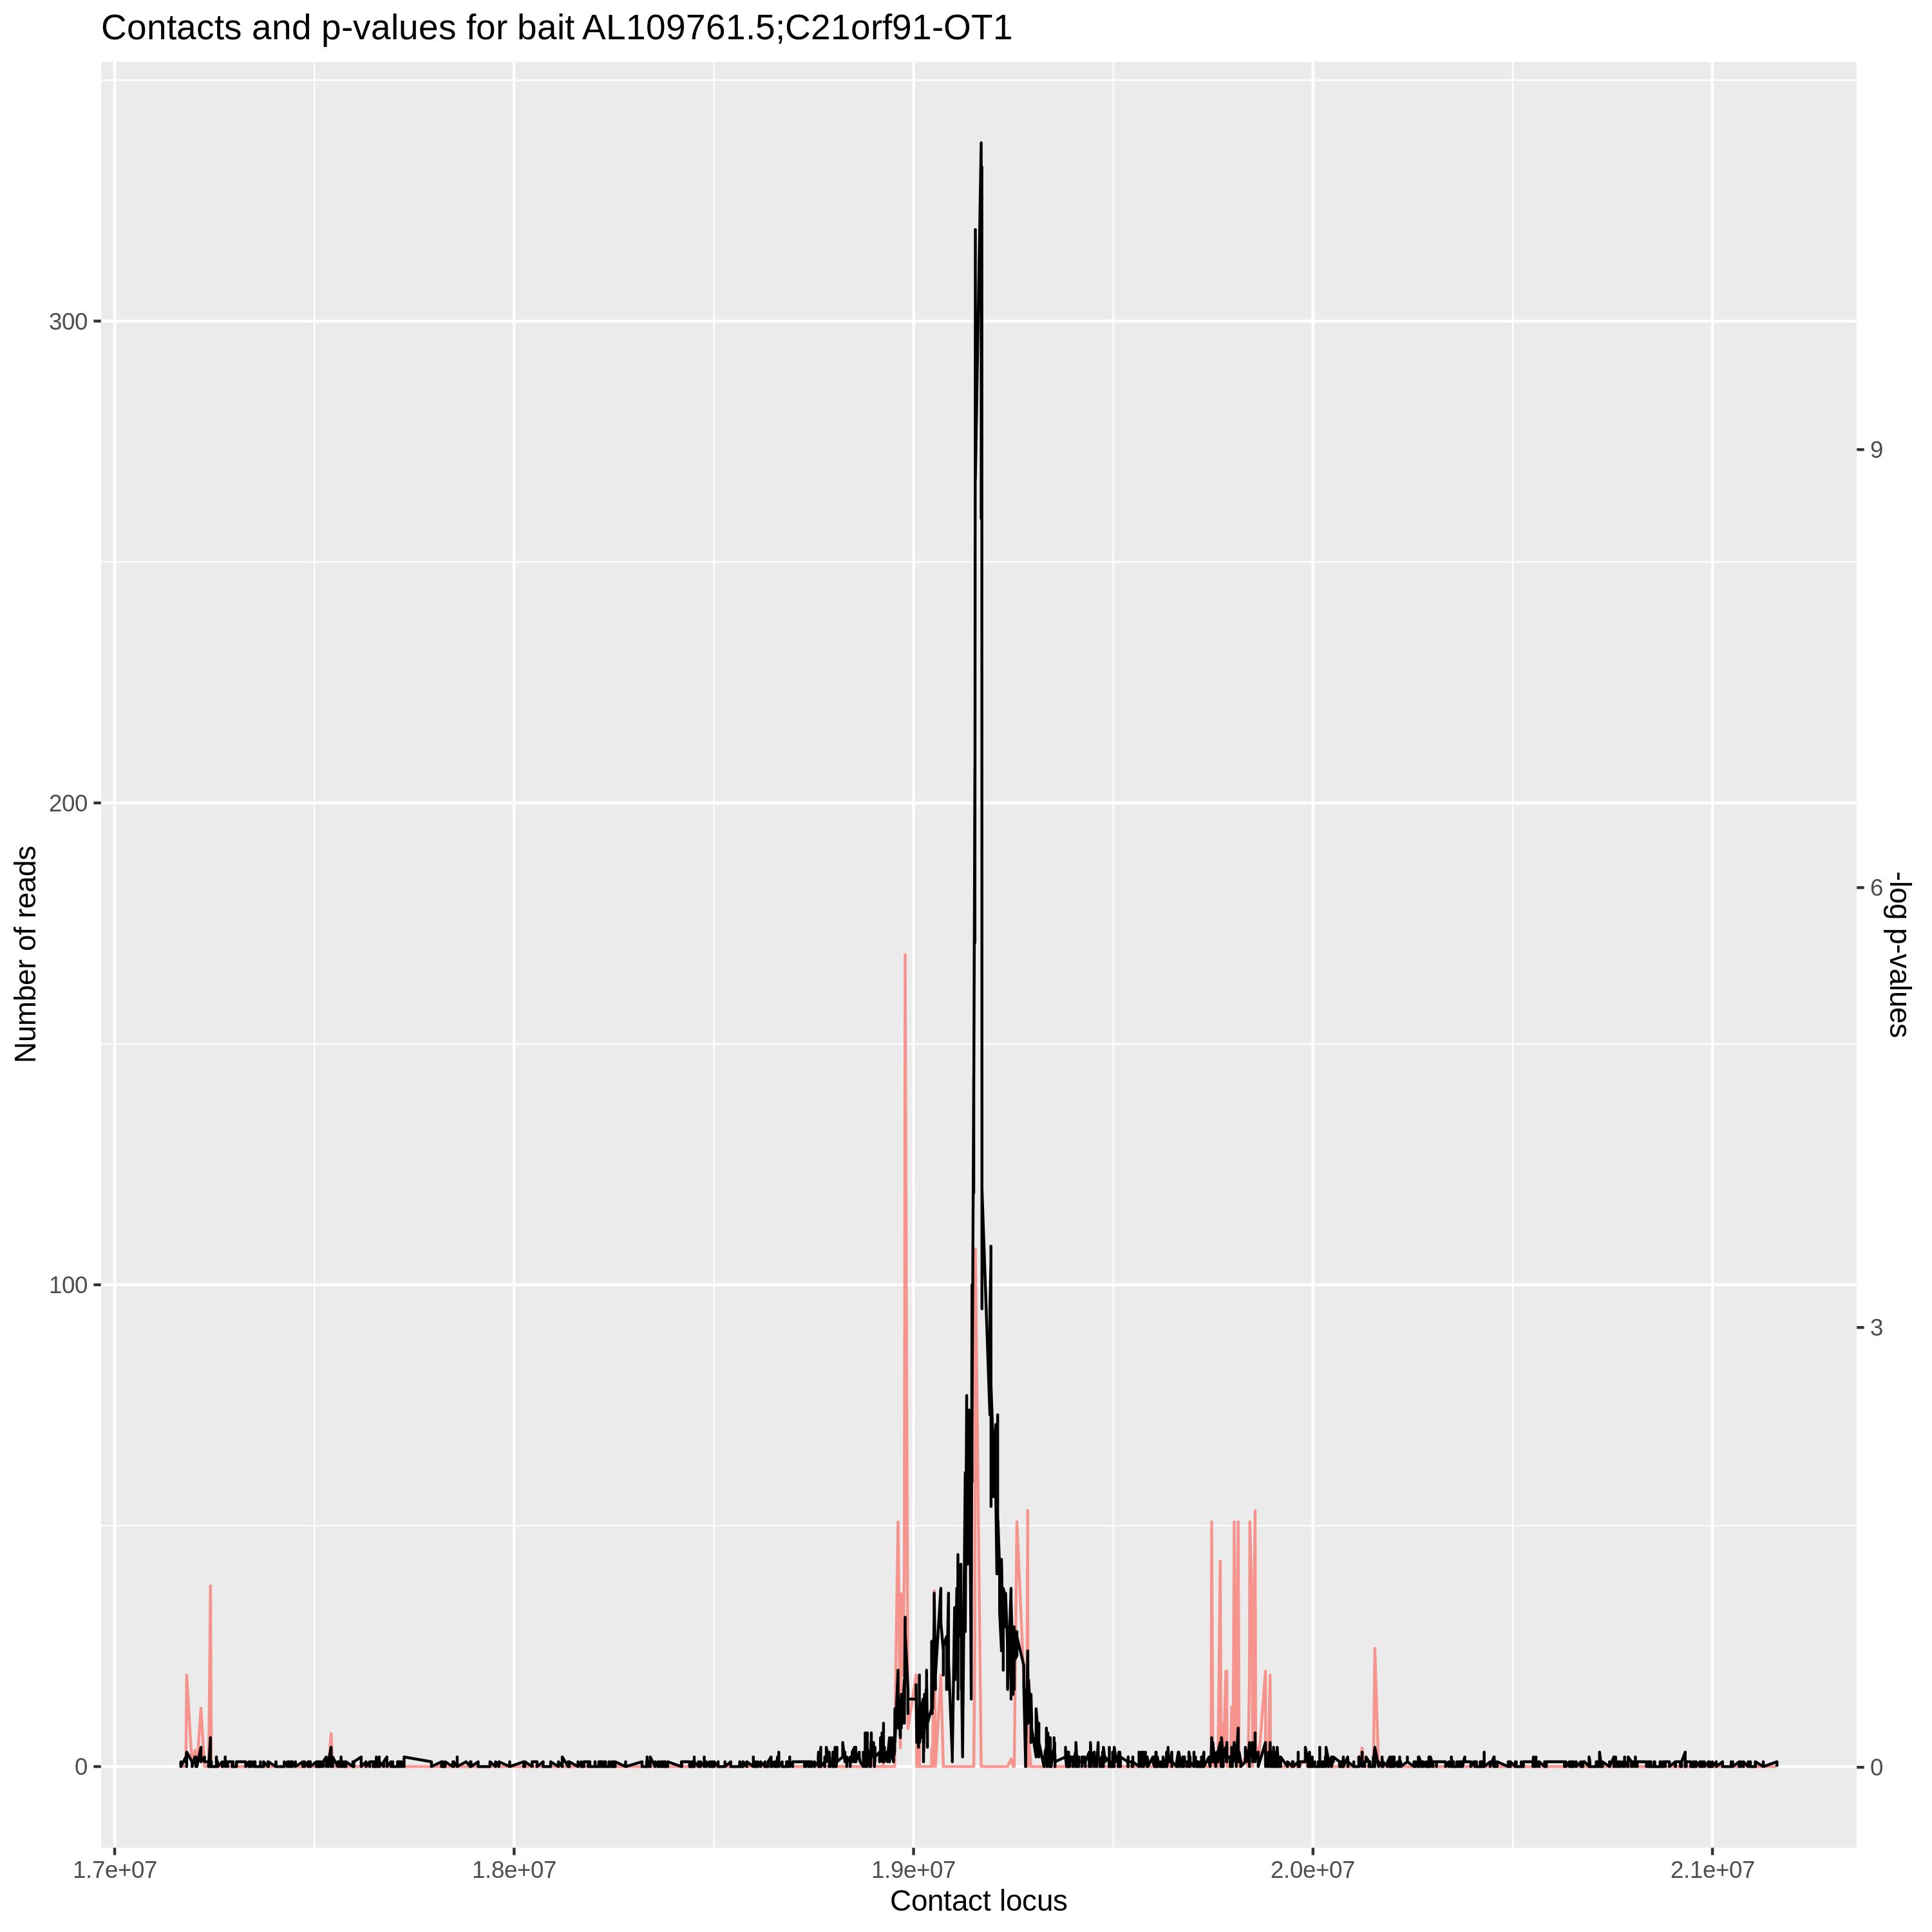 Contacts and p-values for bait AL109761.5;C21orf91-OT1
300
200
100
0
Number of reads
9
6
3
0
-log p-values
1.7e+07
1.8e+07
1.9e+07
2.0e+07
2.1e+07
Contact locus